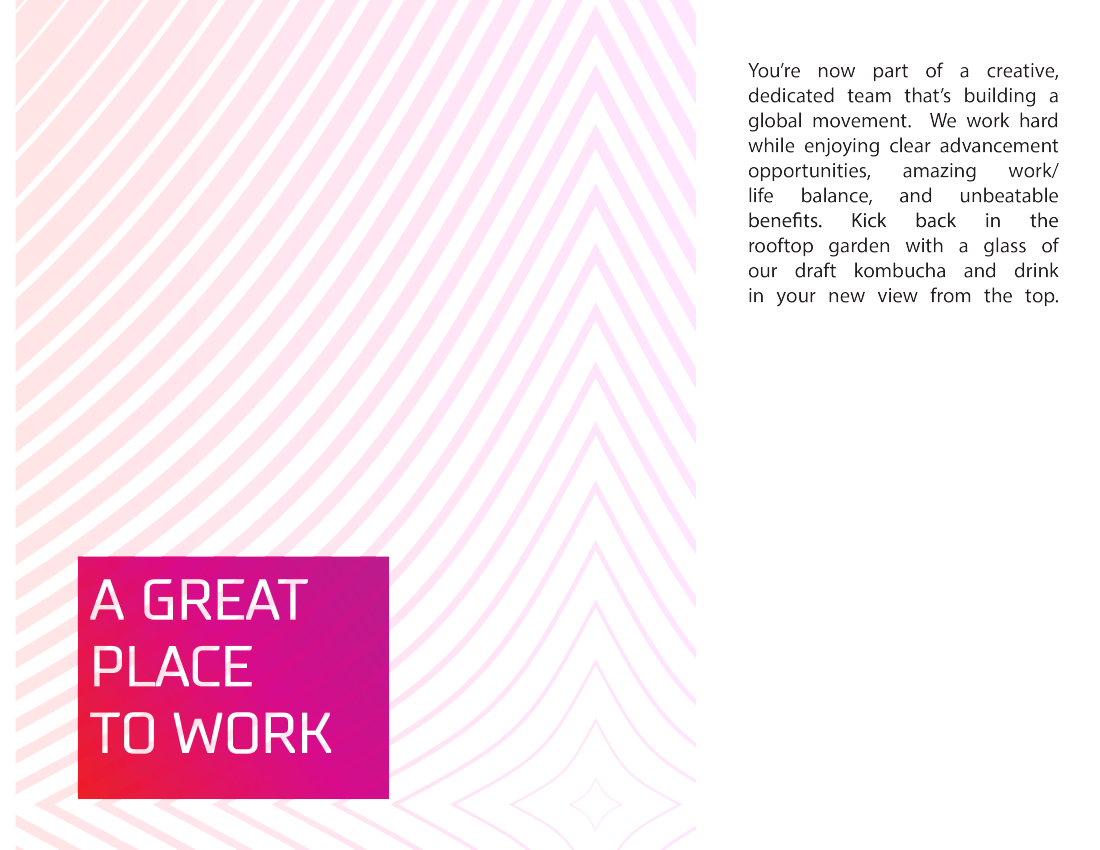 A GREAT
PLACE
TO WORK
You're now part of a creative,
dedicated team that's building a
global movement.  We work hard
while enjoying clear advancement
opportunities, amazing work/
life balance, and unbeatable
benefits. Kick back in the
rooftop garden with a glass of
our draft kombucha and drink
in your new view from the top.